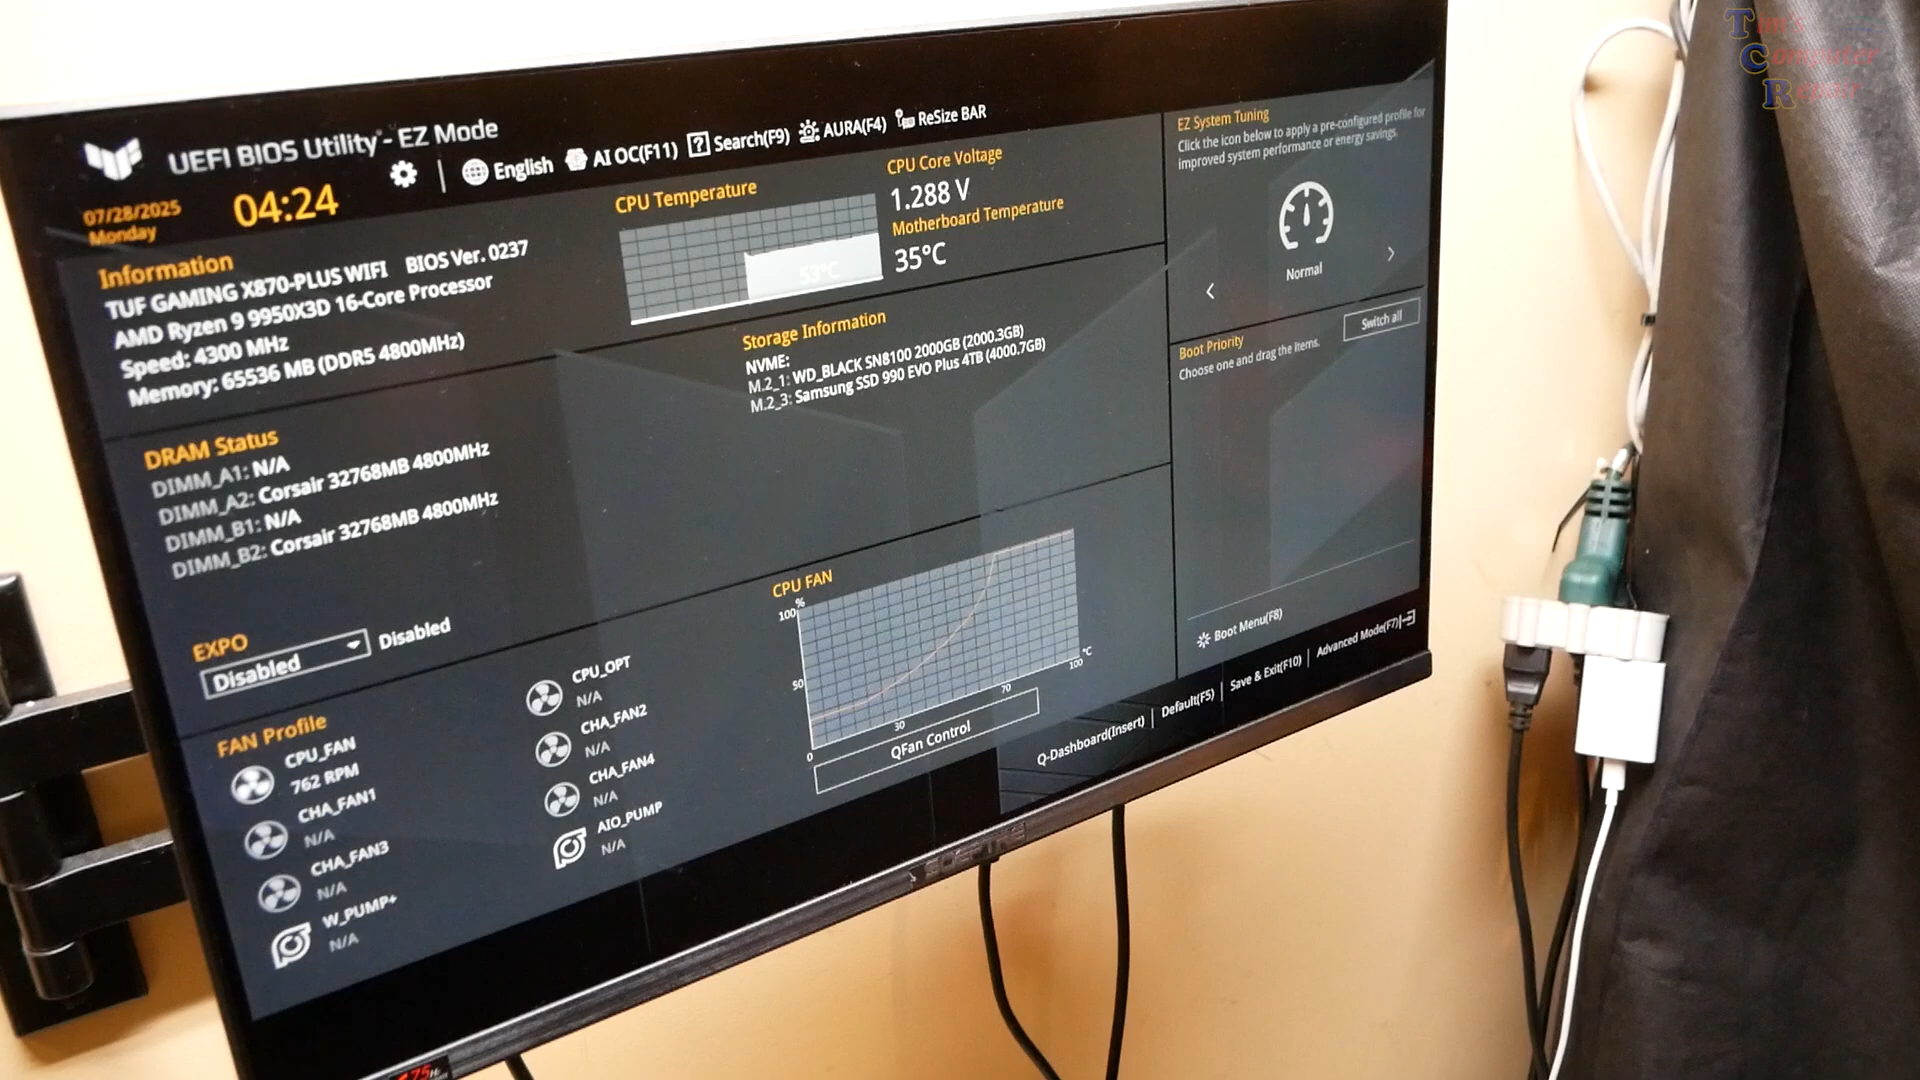 Tim's
Computer
Repair
UEFI BIOS Utility - EZ Mode
07/28/2025
Monday
04:24
English
AI OC(F11)
Search(F9)
AURA(F4)
ReSize BAR
Information
TUF GAMING X870-PLUS WIFI BIOS Ver. 0237
AMD Ryzen 9 9950X3D 16-Core Processor
Speed: 4300 MHz
Memory: 65536 MB (DDR5 4800MHz)
CPU Temperature
53°C
CPU Core Voltage
1.288 V
Motherboard Temperature
35°C
Storage Information
NVME:
M.2_1: WD_BLACK SN8100 2000GB (2000.3GB)
M.2_3: Samsung SSD 990 EVO Plus 4TB (4000.7GB)
DRAM Status
DIMM_A1: N/A
DIMM_A2: Corsair 32768MB 4800MHz
DIMM_B1: N/A
DIMM_B2: Corsair 32768MB 4800MHz
EXPO
Disabled
Disabled
FAN Profile
CPU_FAN
762 RPM
CHA_FAN1
N/A
CHA_FAN3
N/A
W_PUMP+
N/A
CPU_OPT
N/A
CHA_FAN2
N/A
CHA_FAN4
N/A
AIO_PUMP
N/A
CPU FAN
%
100
50
0
30
70
100
°C
QFan Control
EZ System Tuning
Click the icon below to apply a pre-configured profile for
improved system performance or energy savings.
Normal
Boot Priority
Choose one and drag the items.
Switch all
Boot Menu(F8)
Q-Dashboard(Insert)
Default(F5)
Save & Exit(F10)
Advanced Mode(F7)
SCEPTRE
75Hz